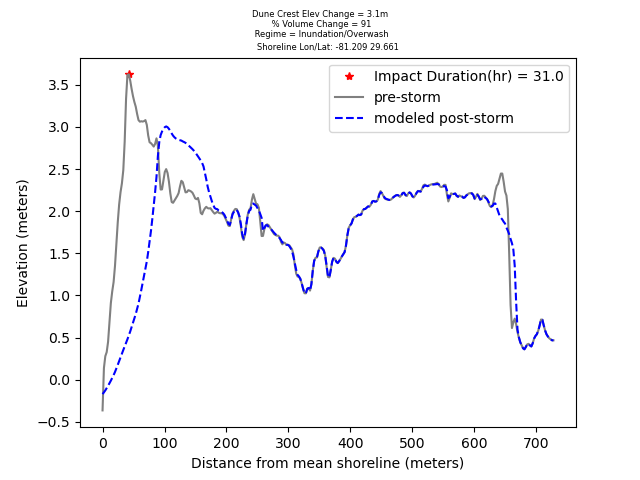 Dune Crest Elev Change = 3.1m
% Volume Change = 91
Regime = Inundation/Overwash
Shoreline Lon/Lat: -81.209 29.661
Impact Duration(hr) = 31.0
pre-storm
modeled post-storm
Elevation (meters)
3.5
3.0
2.5
2.0
1.5
1.0
0.5
0.0
−0.5
0 100 200 300 400 500 600 700
Distance from mean shoreline (meters)